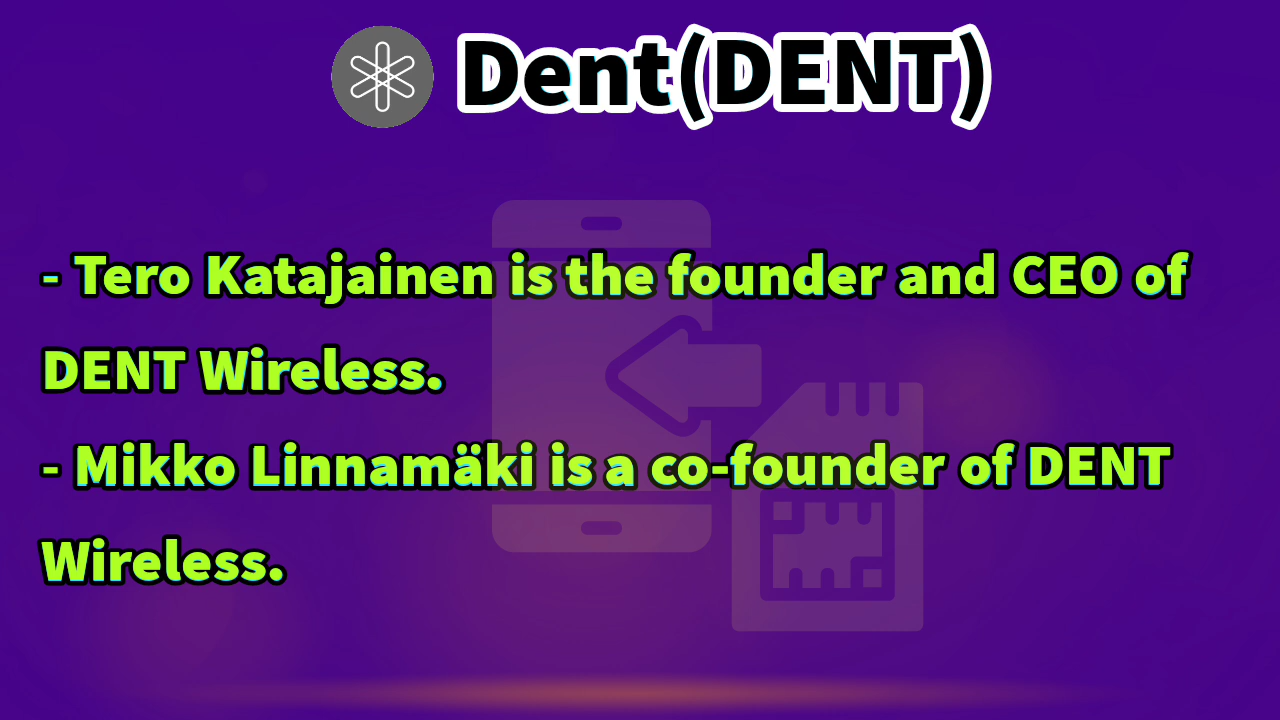 Dent(DENT)
- Tero Katajainen is the founder and CEO of
DENT Wireless.
- Mikko Linnamäki is a co-founder of DENT
Wireless.